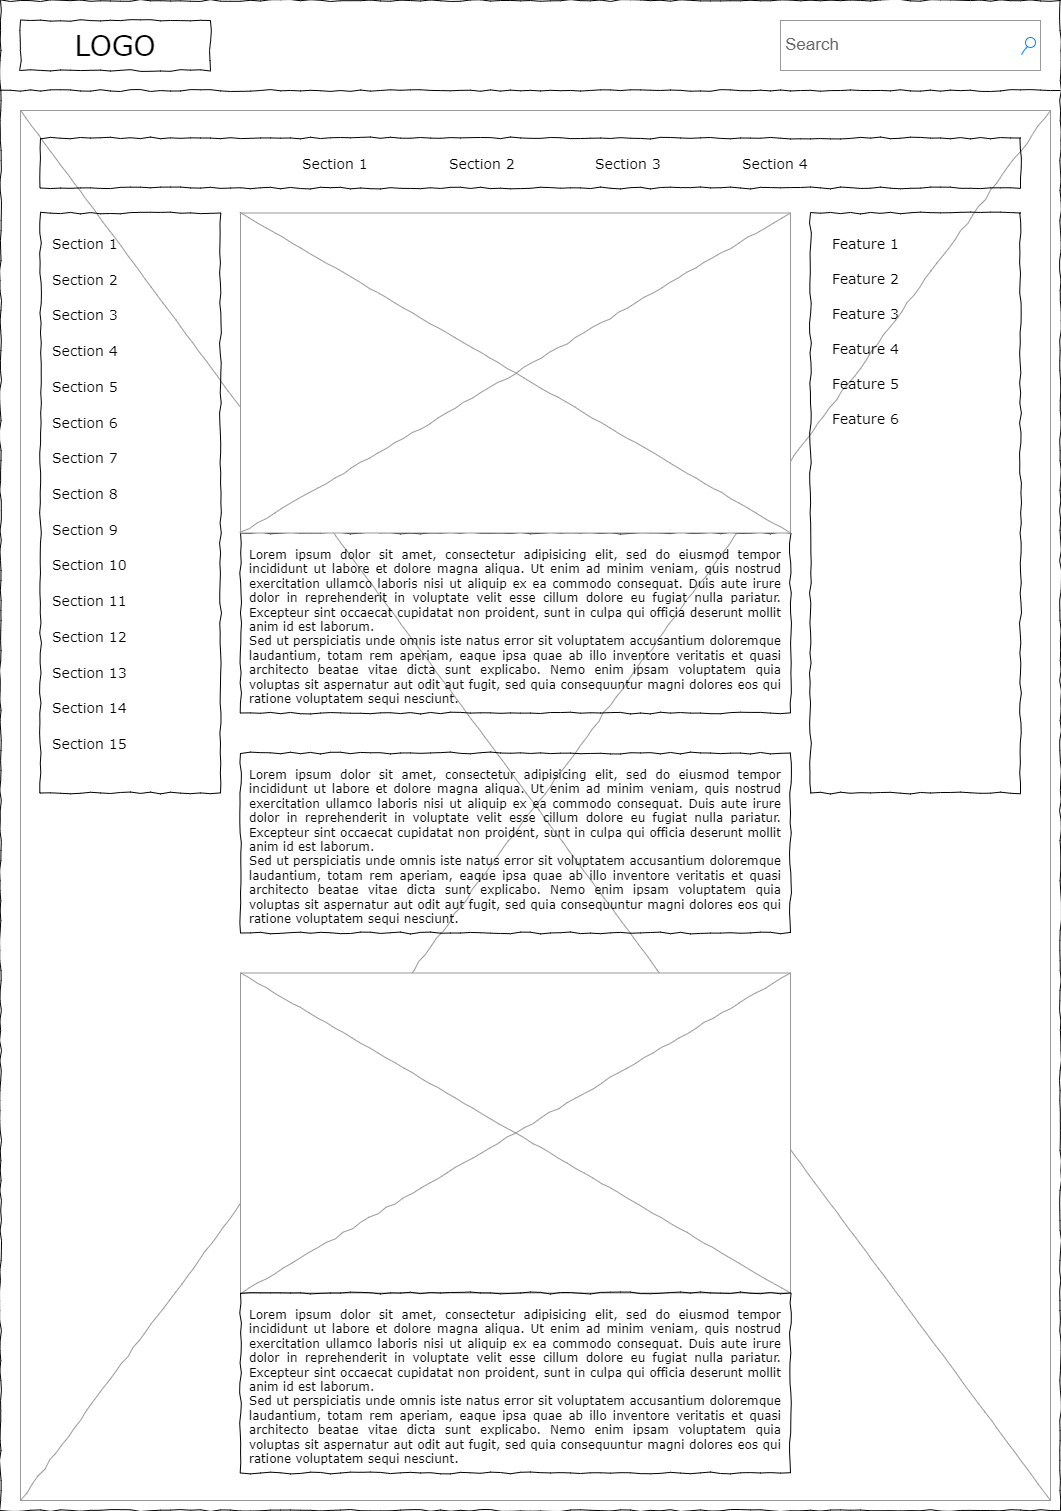 LOGO
Search
Section 1 Section 2 Section 3 Section 4
Section 1
Section 2
Section 3
Section 4
Section 5
Section 6
Section 7
Section 8
Section 9
Section 10
Section 11
Section 12
Section 13
Section 14
Section 15
Lorem ipsum dolor sit amet, consectetur adipisicing elit, sed do eiusmod tempor
incididunt ut labore et dolore magna aliqua. Ut enim ad minim veniam, quis nostrud
exercitation ullamco laboris nisi ut aliquip ex ea commodo consequat. Duis aute irure
dolor in reprehenderit in voluptate velit esse cillum dolore eu fugiat nulla pariatur.
Excepteur sint occaecat cupidatat non proident, sunt in culpa qui officia deserunt mollit
anim id est laborum.
Sed ut perspiciatis unde omnis iste natus error sit voluptatem accusantium doloremque
laudantium, totam rem aperiam, eaque ipsa quae ab illo inventore veritatis et quasi
architecto beatae vitae dicta sunt explicabo. Nemo enim ipsam voluptatem quia
voluptas sit aspernatur aut odit aut fugit, sed quia consequuntur magni dolores eos qui
ratione voluptatem sequi nesciunt.
Lorem ipsum dolor sit amet, consectetur adipisicing elit, sed do eiusmod tempor
incididunt ut labore et dolore magna aliqua. Ut enim ad minim veniam, quis nostrud
exercitation ullamco laboris nisi ut aliquip ex ea commodo consequat. Duis aute irure
dolor in reprehenderit in voluptate velit esse cillum dolore eu fugiat nulla pariatur.
Excepteur sint occaecat cupidatat non proident, sunt in culpa qui officia deserunt mollit
anim id est laborum.
Sed ut perspiciatis unde omnis iste natus error sit voluptatem accusantium doloremque
laudantium, totam rem aperiam, eaque ipsa quae ab illo inventore veritatis et quasi
architecto beatae vitae dicta sunt explicabo. Nemo enim ipsam voluptatem quia
voluptas sit aspernatur aut odit aut fugit, sed quia consequuntur magni dolores eos qui
ratione voluptatem sequi nesciunt.
Lorem ipsum dolor sit amet, consectetur adipisicing elit, sed do eiusmod tempor
incididunt ut labore et dolore magna aliqua. Ut enim ad minim veniam, quis nostrud
exercitation ullamco laboris nisi ut aliquip ex ea commodo consequat. Duis aute irure
dolor in reprehenderit in voluptate velit esse cillum dolore eu fugiat nulla pariatur.
Excepteur sint occaecat cupidatat non proident, sunt in culpa qui officia deserunt mollit
anim id est laborum.
Sed ut perspiciatis unde omnis iste natus error sit voluptatem accusantium doloremque
laudantium, totam rem aperiam, eaque ipsa quae ab illo inventore veritatis et quasi
architecto beatae vitae dicta sunt explicabo. Nemo enim ipsam voluptatem quia
voluptas sit aspernatur aut odit aut fugit, sed quia consequuntur magni dolores eos qui
ratione voluptatem sequi nesciunt.
Feature 1
Feature 2
Feature 3
Feature 4
Feature 5
Feature 6